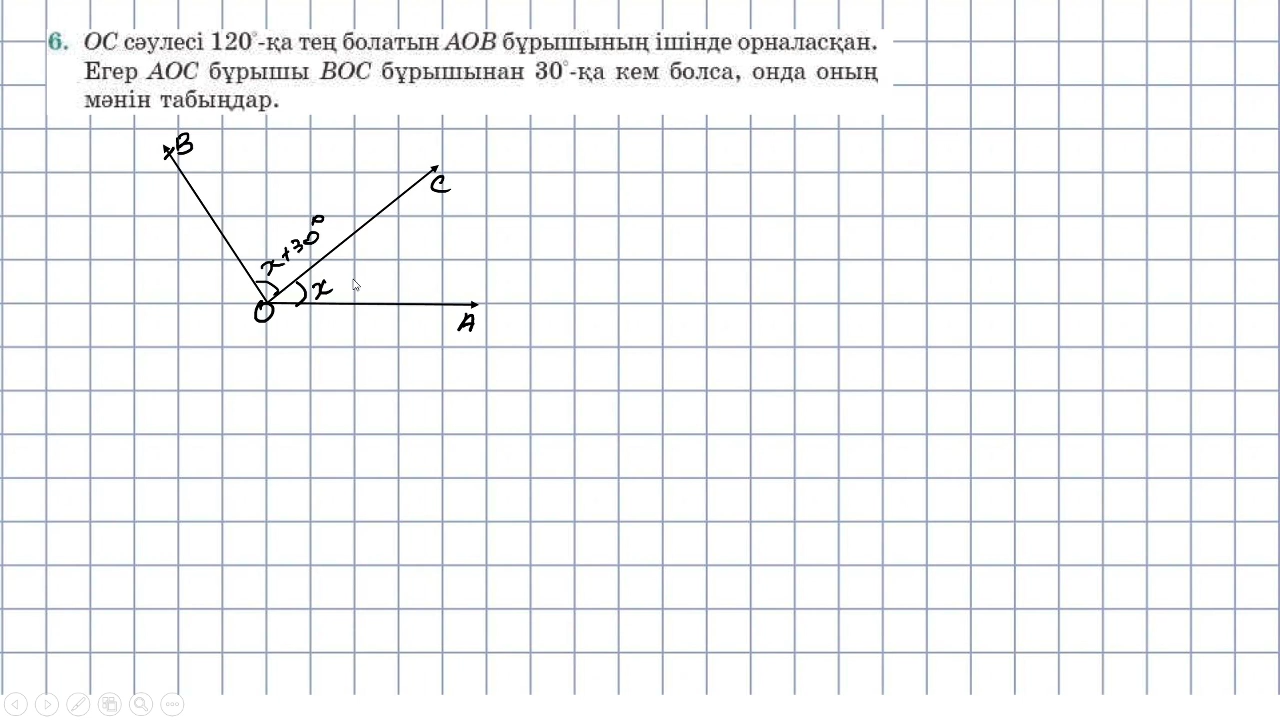 6. OC сәулесі 120°-қа тең болатын AOB бұрышының ішінде орналасқан.
Егер AOC бұрышы BOC бұрышынан 30°-қа кем болса, онда оның
мәнін табыңдар.
B
C
x+30°
x
O
A